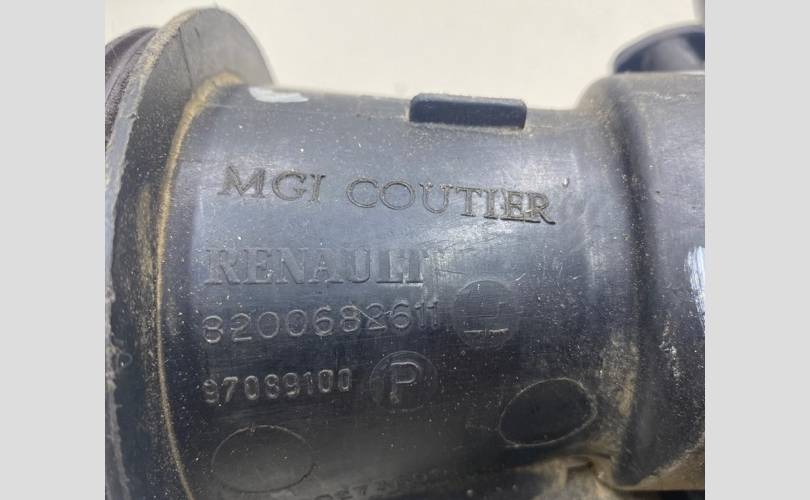 MGI COUTIER
RENAULT
8200682611
97089100 P